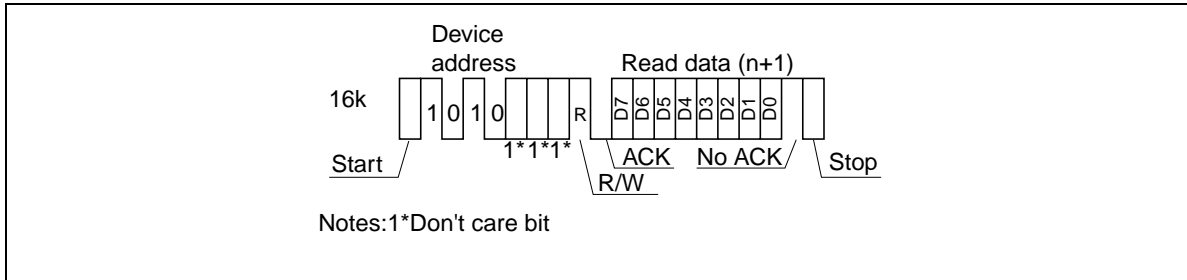 Device
address
Read data (n+1)
16k
1 0 1 0
R
D7 D6 D5 D4 D3 D2 D1 D0
1* 1* 1*
Start
ACK
No ACK
Stop
R/W
Notes:1*Don't care bit